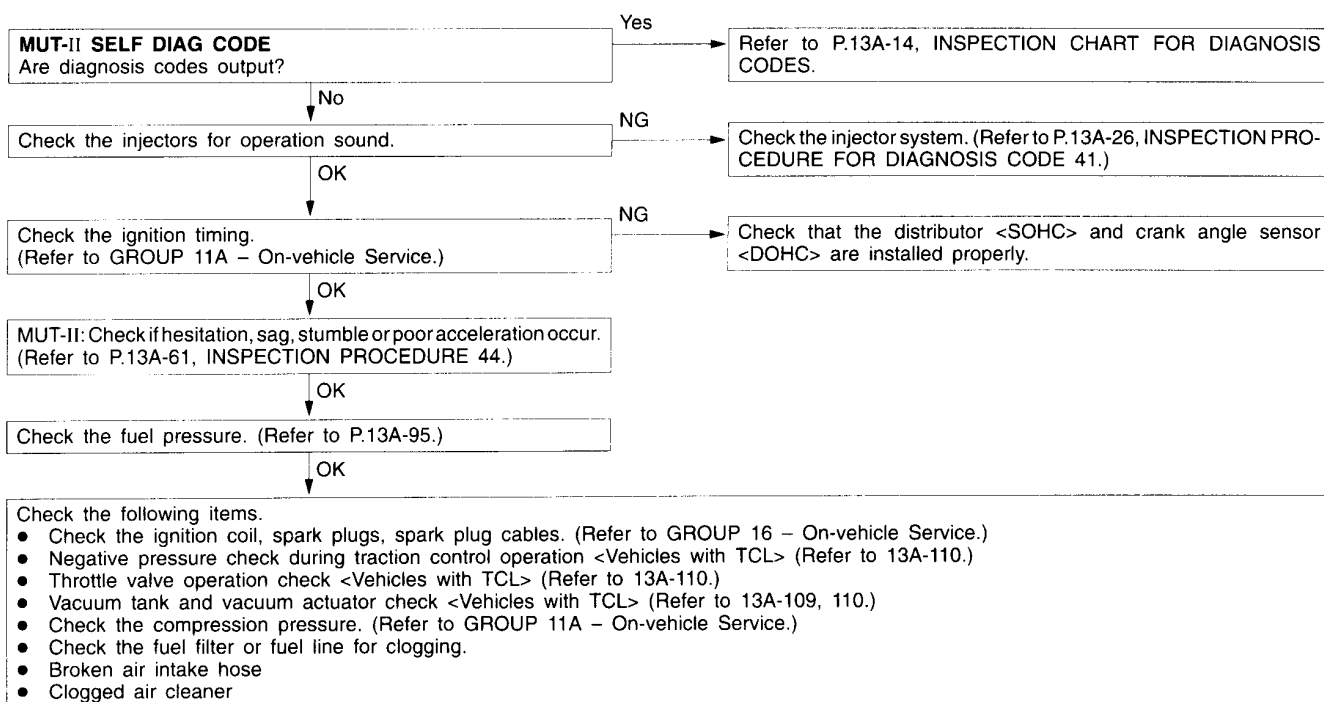 Yes
MUT-II SELF DIAG CODE
Are diagnosis codes output?
Refer to P.13A-14, INSPECTION CHART FOR DIAGNOSIS
CODES.
No
Check the injectors for operation sound.
NG
Check the injector system. (Refer to P.13A-26, INSPECTION PRO-
CEDURE FOR DIAGNOSIS CODE 41.)
OK
Check the ignition timing.
(Refer to GROUP 11A – On-vehicle Service.)
NG
Check that the distributor <SOHC> and crank angle sensor
<DOHC> are installed properly.
OK
MUT-II: Check if hesitation, sag, stumble or poor acceleration occur.
(Refer to P.13A-61, INSPECTION PROCEDURE 44.)
OK
Check the fuel pressure. (Refer to P.13A-95.)
OK
Check the following items.
● Check the ignition coil, spark plugs, spark plug cables. (Refer to GROUP 16 – On-vehicle Service.)
● Negative pressure check during traction control operation <Vehicles with TCL> (Refer to 13A-110.)
● Throttle valve operation check <Vehicles with TCL> (Refer to 13A-110.)
● Vacuum tank and vacuum actuator check <Vehicles with TCL> (Refer to 13A-109, 110.)
● Check the compression pressure. (Refer to GROUP 11A – On-vehicle Service.)
● Check the fuel filter or fuel line for clogging.
● Broken air intake hose
● Clogged air cleaner